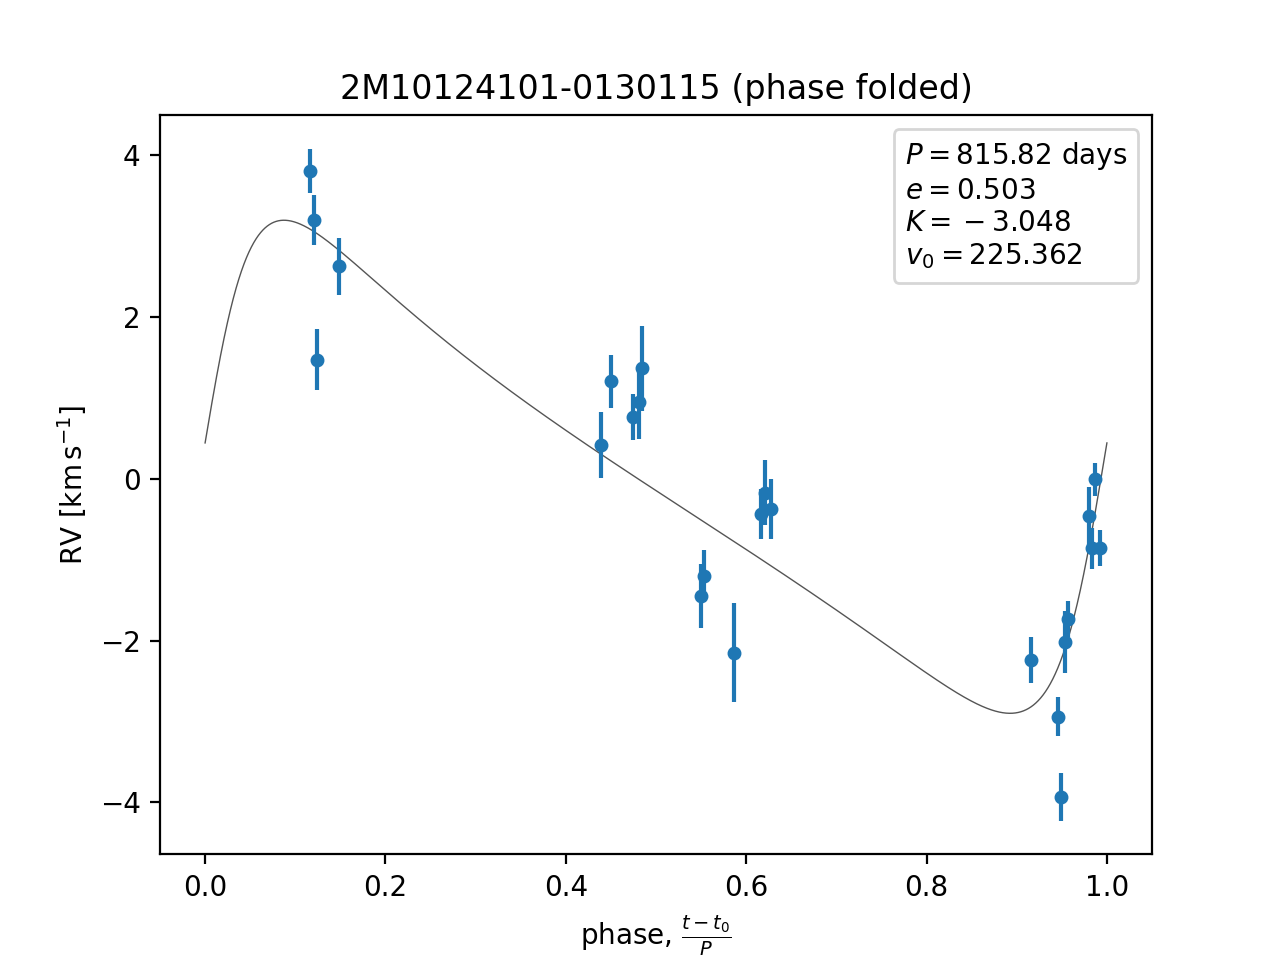 2M10124101-0130115 (phase folded)
P = 815.82 days
e = 0.503
K = −3.048
v₀ = 225.362
RV [km s⁻¹]
4
2
0
−2
−4
0.0 0.2 0.4 0.6 0.8 1.0
phase, (t − t₀)/P